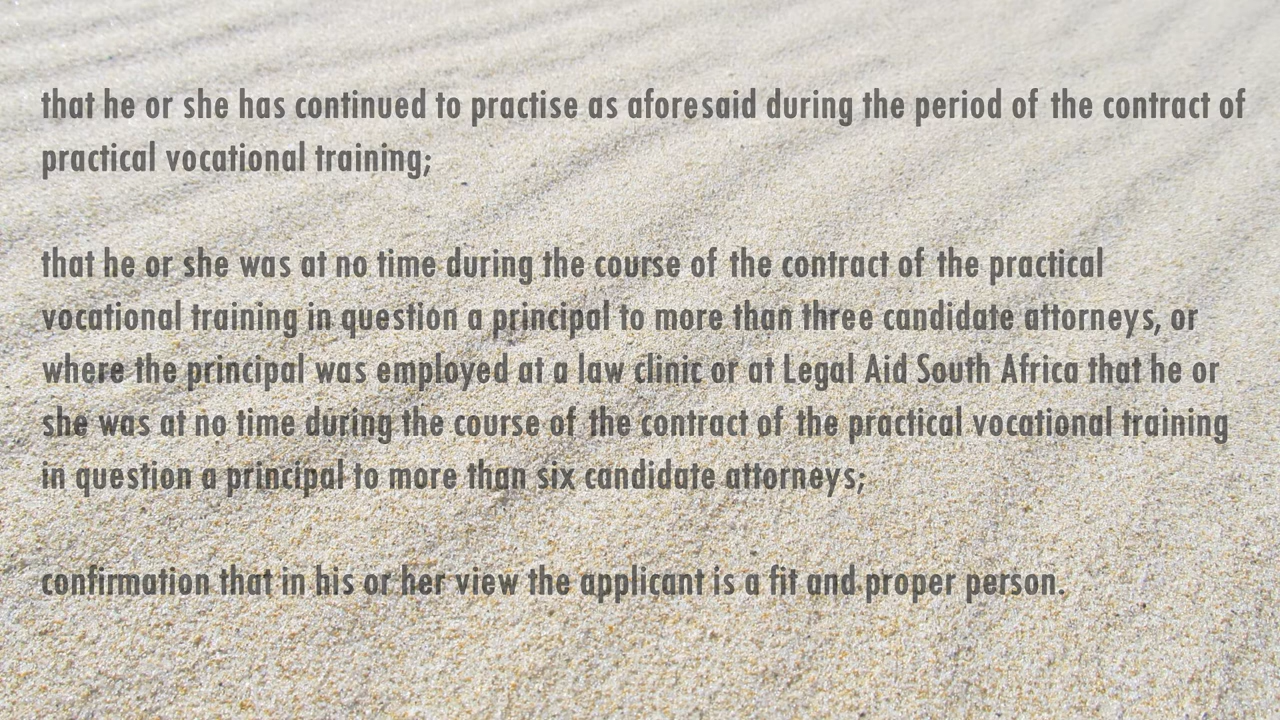 that he or she has continued to practise as aforesaid during the period of the contract of
practical vocational training;
that he or she was at no time during the course of the contract of the practical
vocational training in question a principal to more than three candidate attorneys, or
where the principal was employed at a law clinic or at Legal Aid South Africa that he or
she was at no time during the course of the contract of the practical vocational training
in question a principal to more than six candidate attorneys;
confirmation that in his or her view the applicant is a fit and proper person.